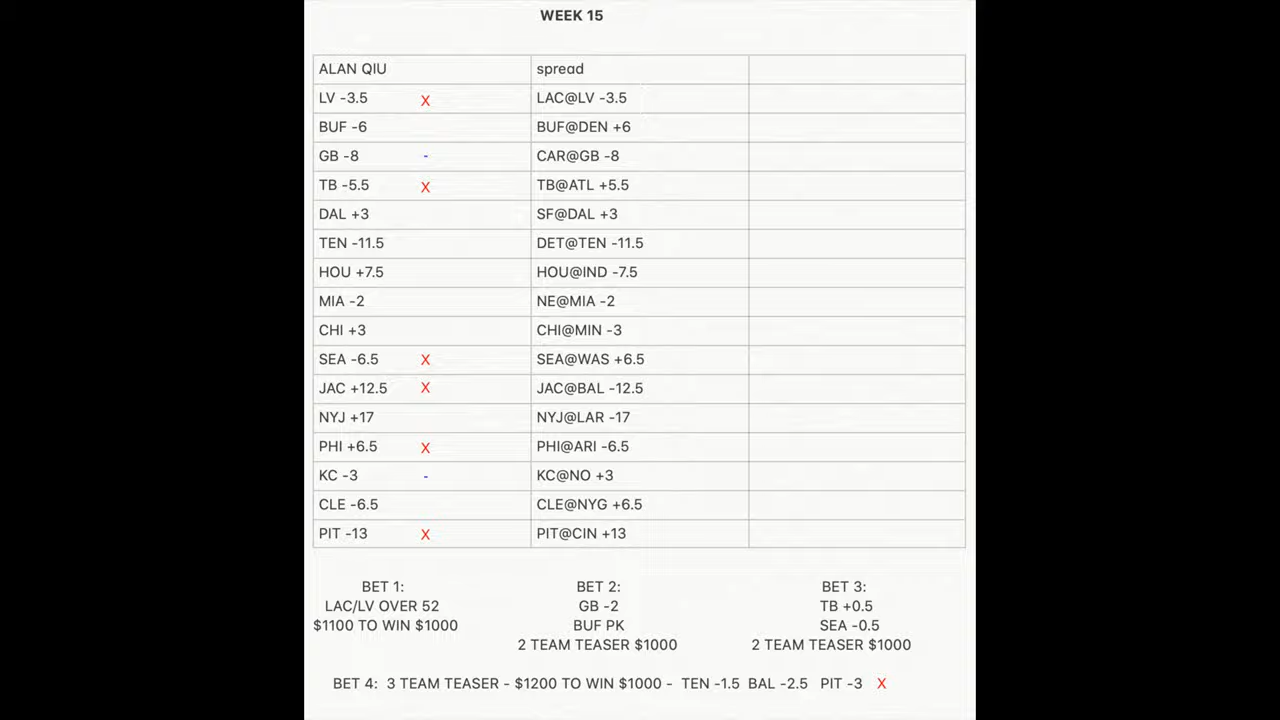 WEEK 15
ALAN QIU spread
LV -3.5 X LAC@LV -3.5
BUF -6 BUF@DEN +6
GB -8 - CAR@GB -8
TB -5.5 X TB@ATL +5.5
DAL +3 SF@DAL +3
TEN -11.5 DET@TEN -11.5
HOU +7.5 HOU@IND -7.5
MIA -2 NE@MIA -2
CHI +3 CHI@MIN -3
SEA -6.5 X SEA@WAS +6.5
JAC +12.5 X JAC@BAL -12.5
NYJ +17 NYJ@LAR -17
PHI +6.5 X PHI@ARI -6.5
KC -3 - KC@NO +3
CLE -6.5 CLE@NYG +6.5
PIT -13 X PIT@CIN +13
BET 1:
LAC/LV OVER 52
$1100 TO WIN $1000
BET 2:
GB -2
BUF PK
2 TEAM TEASER $1000
BET 3:
TB +0.5
SEA -0.5
2 TEAM TEASER $1000
BET 4: 3 TEAM TEASER - $1200 TO WIN $1000 - TEN -1.5 BAL -2.5 PIT -3 X